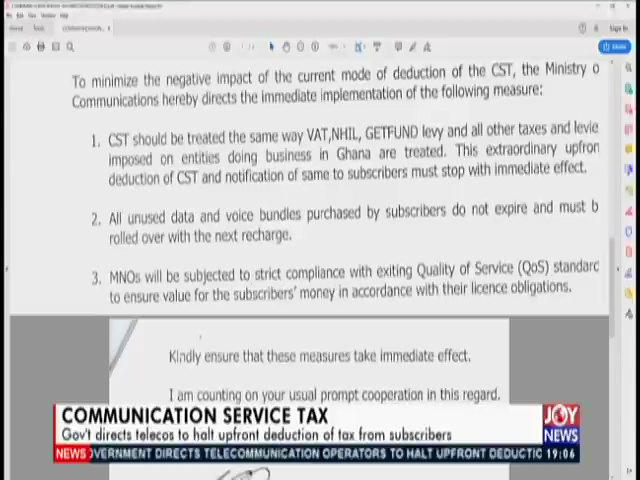 Sign In
Share
To minimize the negative impact of the current mode of deduction of the CST, the Ministry o
Communications hereby directs the immediate implementation of the following measure:
1. CST should be treated the same way VAT,NHIL, GETFUND levy and all other taxes and levie
imposed on entities doing business in Ghana are treated. This extraordinary upfron
deduction of CST and notification of same to subscribers must stop with immediate effect.
2. All unused data and voice bundles purchased by subscribers do not expire and must b
rolled over with the next recharge.
3. MNOs will be subjected to strict compliance with exiting Quality of Service (QoS) standard
to ensure value for the subscribers' money in accordance with their licence obligations.
Kindly ensure that these measures take immediate effect.
I am counting on your usual prompt cooperation in this regard.
COMMUNICATION SERVICE TAX
Gov't directs telecos to halt upfront deduction of tax from subscribers
JOY
NEWS
NEWS OVERNMENT DIRECTS TELECOMMUNICATION OPERATORS TO HALT UPFRONT DEDUCTIC 19:06